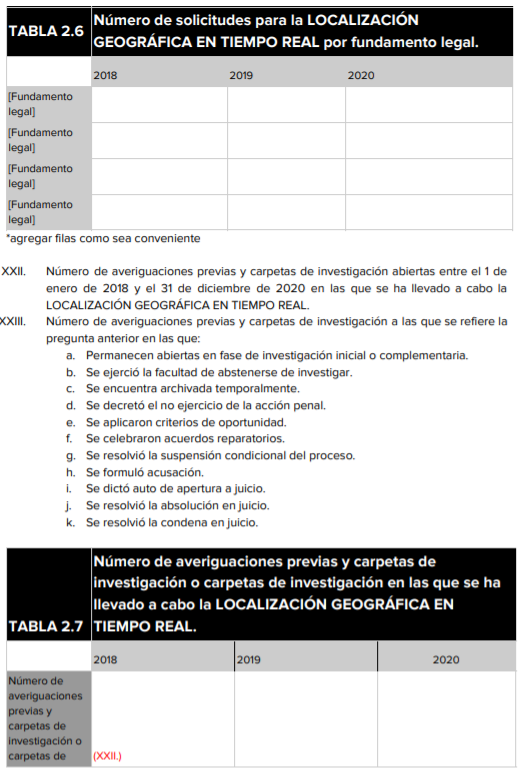 TABLA 2.6
Número de solicitudes para la LOCALIZACIÓN
GEOGRÁFICA EN TIEMPO REAL por fundamento legal.
2018 2019 2020
[Fundamento
legal]
[Fundamento
legal]
[Fundamento
legal]
[Fundamento
legal]
*agregar filas como sea conveniente
XXII. Número de averiguaciones previas y carpetas de investigación abiertas entre el 1 de
enero de 2018 y el 31 de diciembre de 2020 en las que se ha llevado a cabo la
LOCALIZACIÓN GEOGRÁFICA EN TIEMPO REAL.
XXIII. Número de averiguaciones previas y carpetas de investigación a las que se refiere la
pregunta anterior en las que:
a. Permanecen abiertas en fase de investigación inicial o complementaria.
b. Se ejerció la facultad de abstenerse de investigar.
c. Se encuentra archivada temporalmente.
d. Se decretó el no ejercicio de la acción penal.
e. Se aplicaron criterios de oportunidad.
f. Se celebraron acuerdos reparatorios.
g. Se resolvió la suspensión condicional del proceso.
h. Se formuló acusación.
i. Se dictó auto de apertura a juicio.
j. Se resolvió la absolución en juicio.
k. Se resolvió la condena en juicio.
Número de averiguaciones previas y carpetas de
investigación o carpetas de investigación en las que se ha
llevado a cabo la LOCALIZACIÓN GEOGRÁFICA EN
TABLA 2.7 TIEMPO REAL.
2018 2019 2020
Número de
averiguaciones
previas y
carpetas de
investigación o
carpetas de (XXII.)